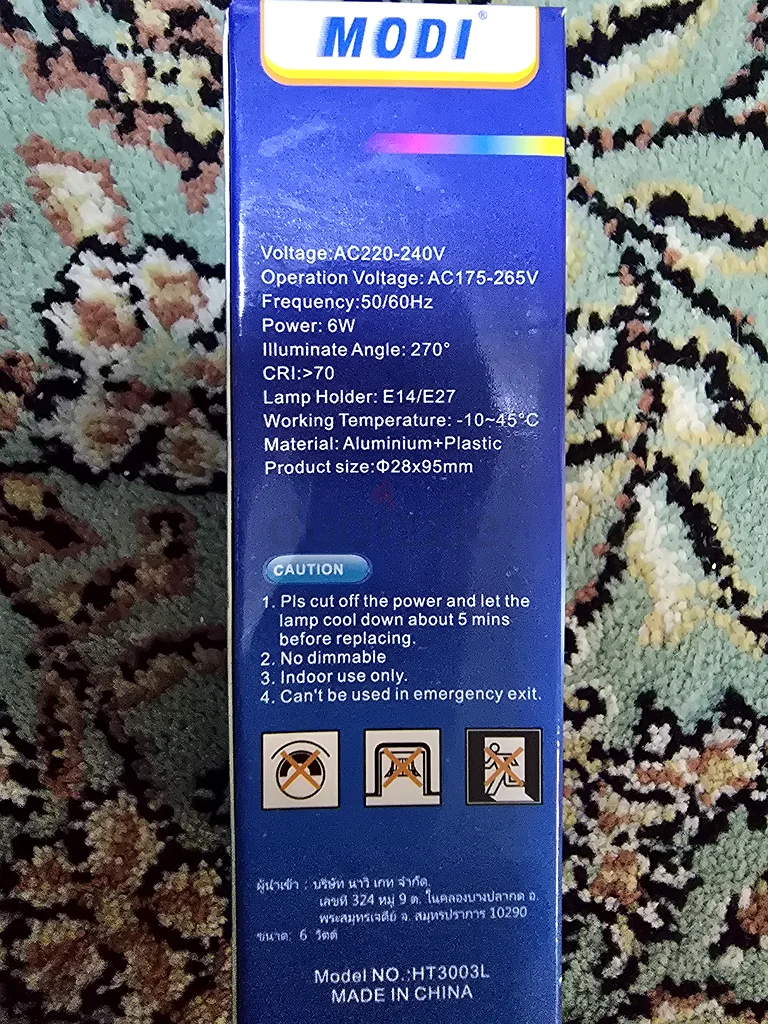 MODI®
Voltage:AC220-240V
Operation Voltage: AC175-265V
Frequency:50/60Hz
Power: 6W
Illuminate Angle: 270°
CRI:>70
Lamp Holder: E14/E27
Working Temperature: -10~45°C
Material: Aluminium+Plastic
Product size:Φ28x95mm
CAUTION
1. Pls cut off the power and let the
lamp cool down about 5 mins
before replacing.
2. No dimmable
3. Indoor use only.
4. Can't be used in emergency exit.
ผู้นำเข้า : บริษัท นาวี เกท จำกัด.
เลขที่ 324 หมู่ 9 ต. ในคลองบางปลากด อ.
พระสมุทรเจดีย์ จ. สมุทรปราการ 10290
ขนาด: 6 วัตต์
Model NO.:HT3003L
MADE IN CHINA